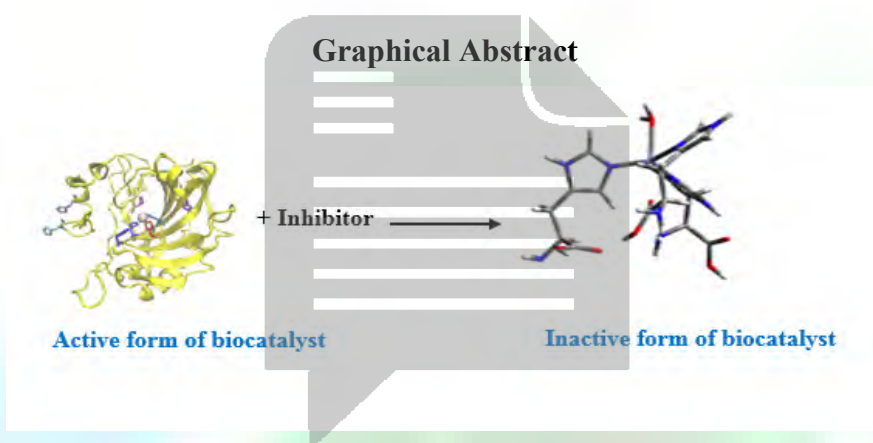 Graphical Abstract
+ Inhibitor
Active form of biocatalyst
Inactive form of biocatalyst